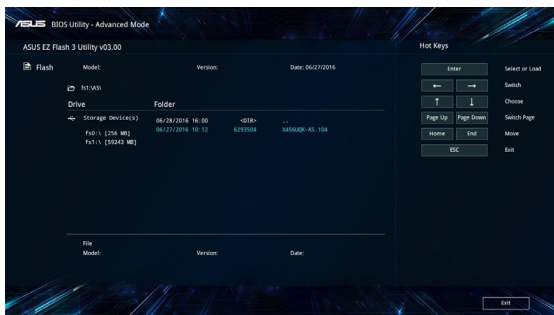 ASUS BIOS Utility - Advanced Mode
ASUS EZ Flash 3 Utility v03.00
Hot Keys
Flash Model: Version: Date: 06/27/2016
fs1:\AS\
Drive Folder
Storage Device(s) 06/28/2016 16:00 <DIR> ..
fs0:\ [256 MB] 06/27/2016 10:12 6293504 X456UQK-AS.104
fs1:\ [59243 MB]
Enter Select or Load
← → Switch
↑ ↓ Choose
Page Up Page Down Switch Page
Home End Move
ESC Exit
File
Model: Version: Date:
Exit